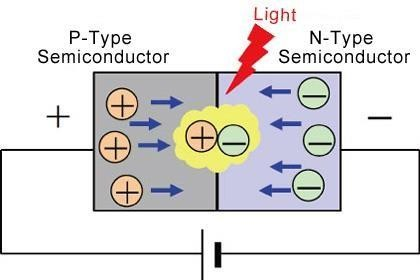 Light
P-Type
Semiconductor
N-Type
Semiconductor
+
−
+
+
+
+
−
−
−
−